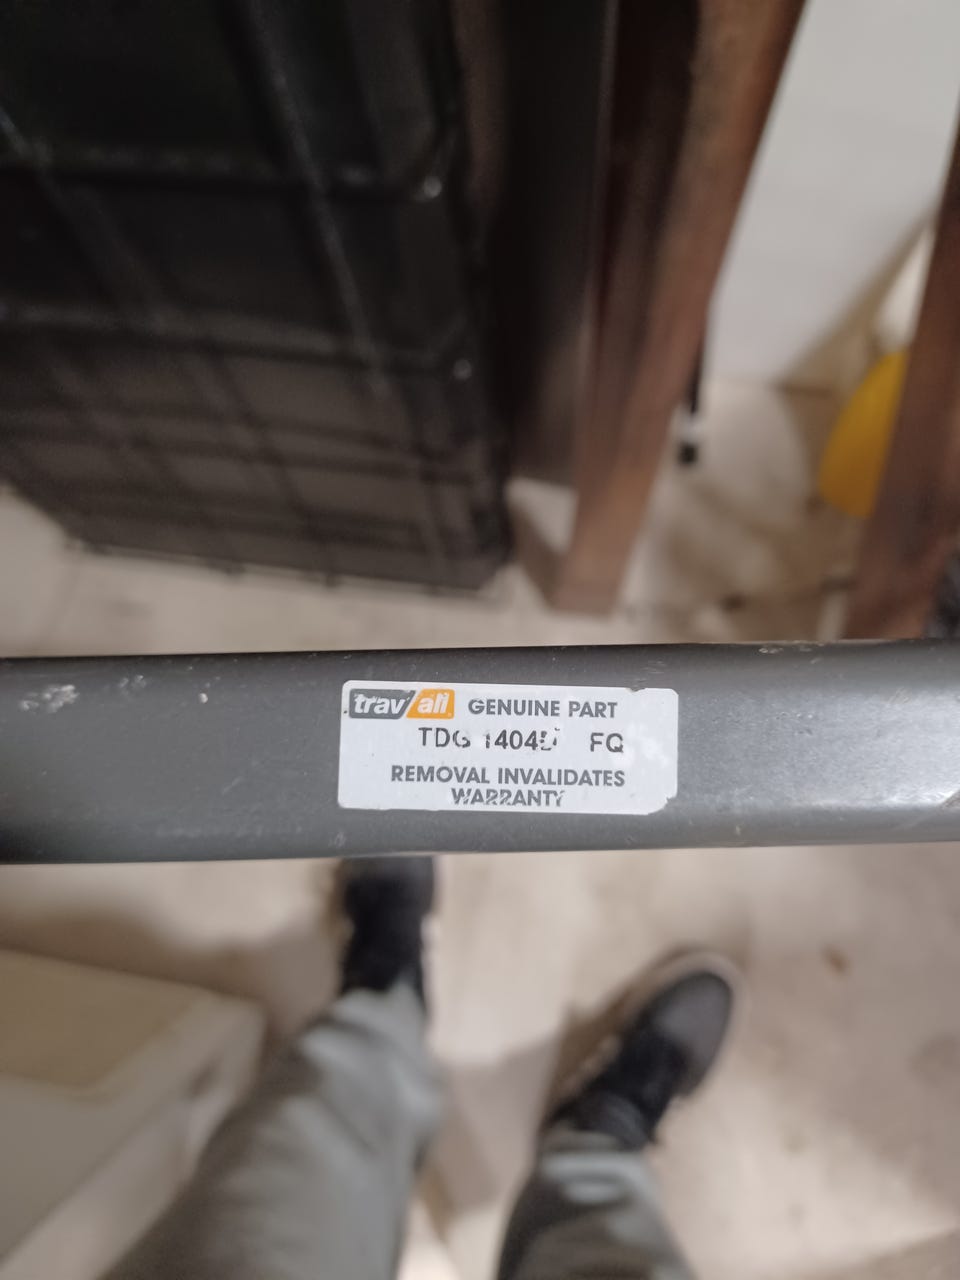 travall GENUINE PART
TDG 1404D FQ
REMOVAL INVALIDATES
WARRANTY